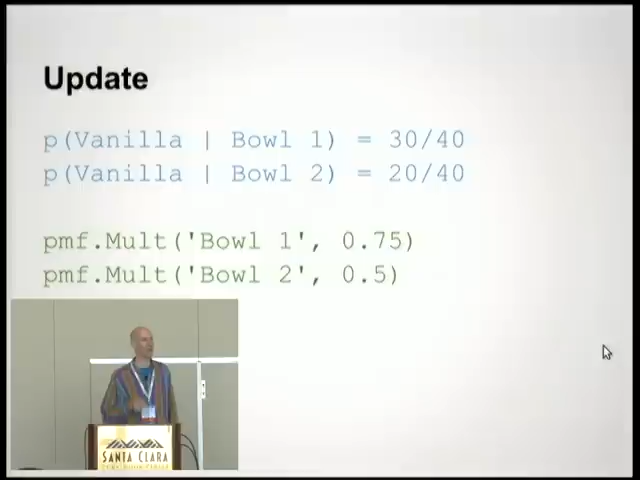 Update
p(Vanilla | Bowl 1) = 30/40
p(Vanilla | Bowl 2) = 20/40
pmf.Mult('Bowl 1', 0.75)
pmf.Mult('Bowl 2', 0.5)
SANTA CLARA